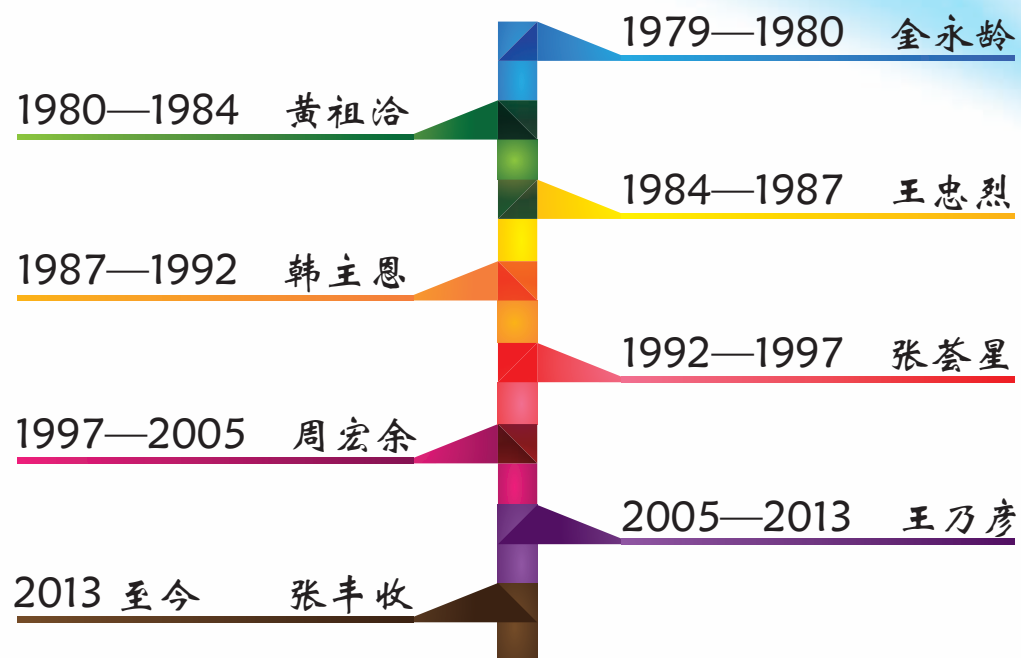 1979—1980 金永龄
1980—1984 黄祖洽
1984—1987 王忠烈
1987—1992 韩主恩
1992—1997 张荟星
1997—2005 周宏余
2005—2013 王乃彦
2013 至今 张丰收